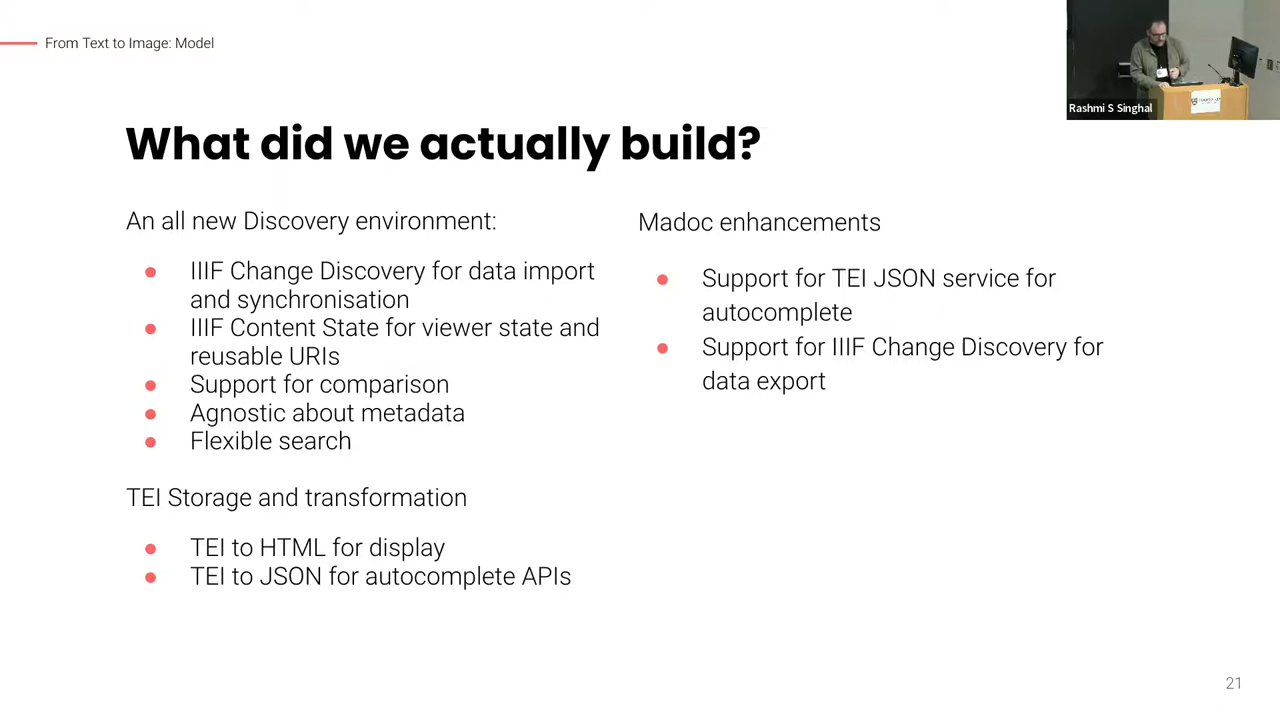 From Text to Image: Model
Rashmi S Singhal
What did we actually build?
An all new Discovery environment:
● IIIF Change Discovery for data import
and synchronisation
● IIIF Content State for viewer state and
reusable URIs
● Support for comparison
● Agnostic about metadata
● Flexible search
TEI Storage and transformation
● TEI to HTML for display
● TEI to JSON for autocomplete APIs
Madoc enhancements
● Support for TEI JSON service for
autocomplete
● Support for IIIF Change Discovery for
data export
21